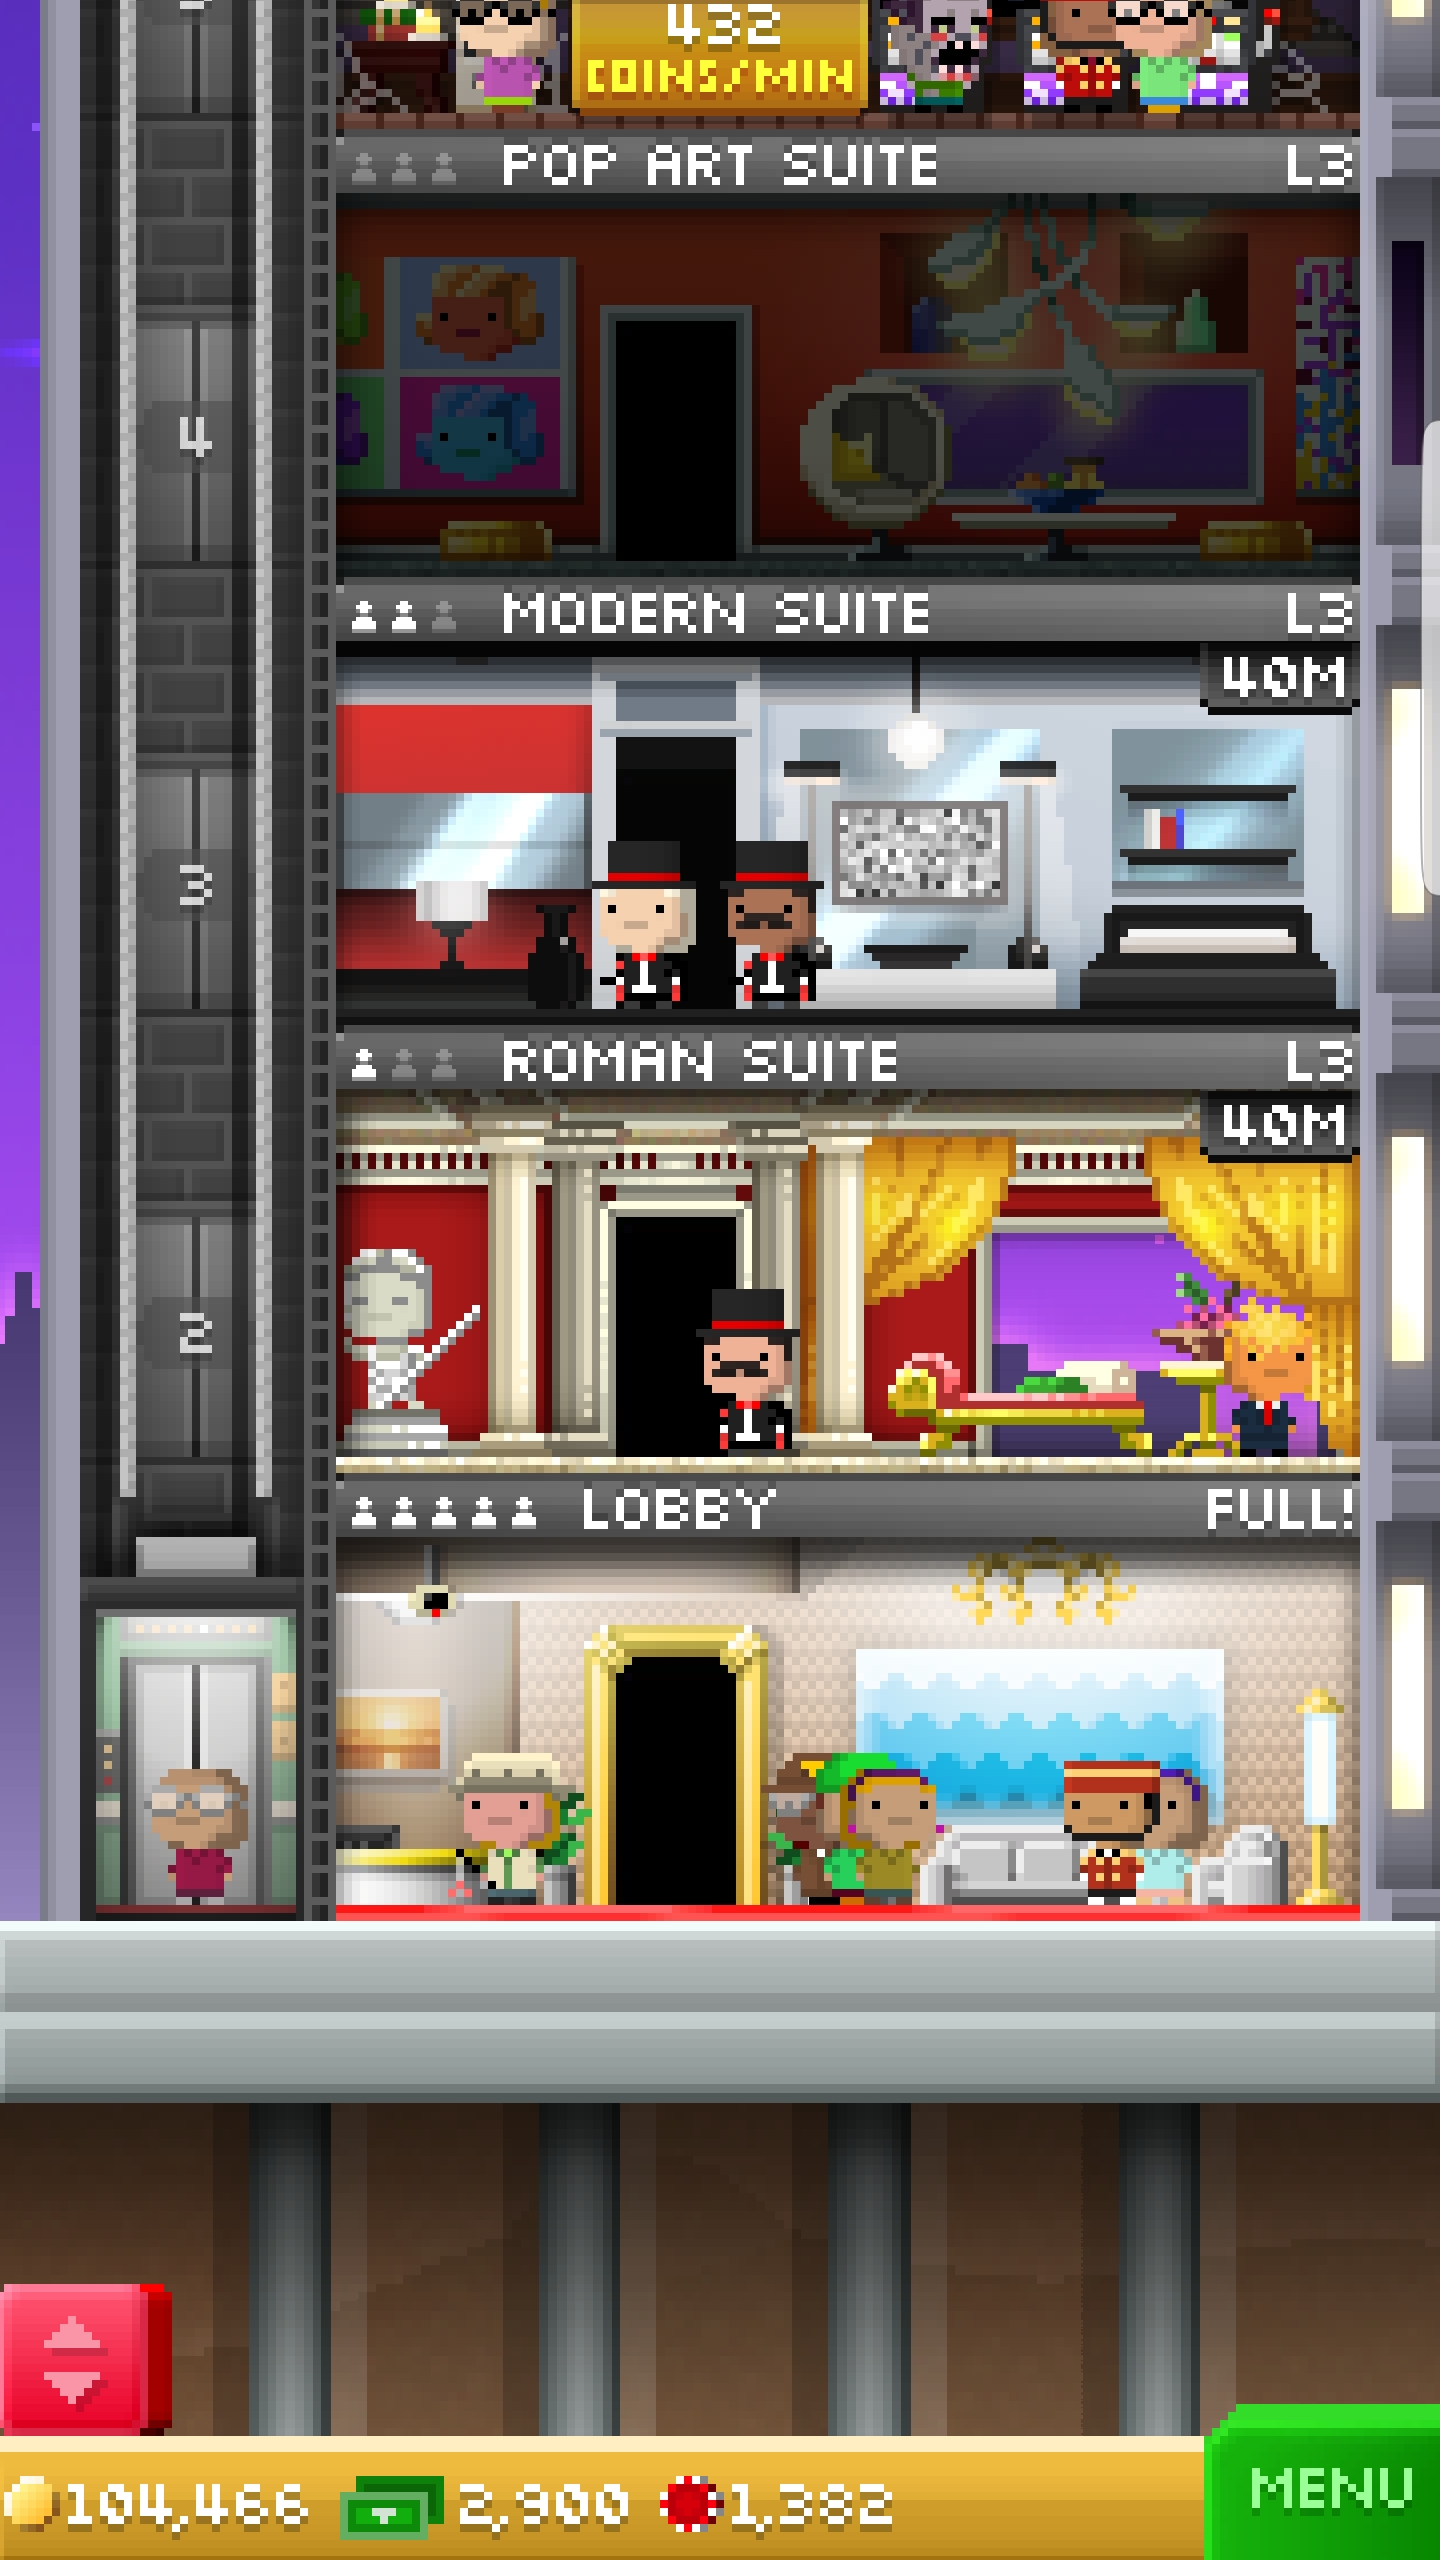 432
COINS/MIN
POP ART SUITE L3
4
MODERN SUITE L3
40M
3
ROMAN SUITE L3
40M
2
LOBBY FULL!
104,466 2,900 1,382
MENU